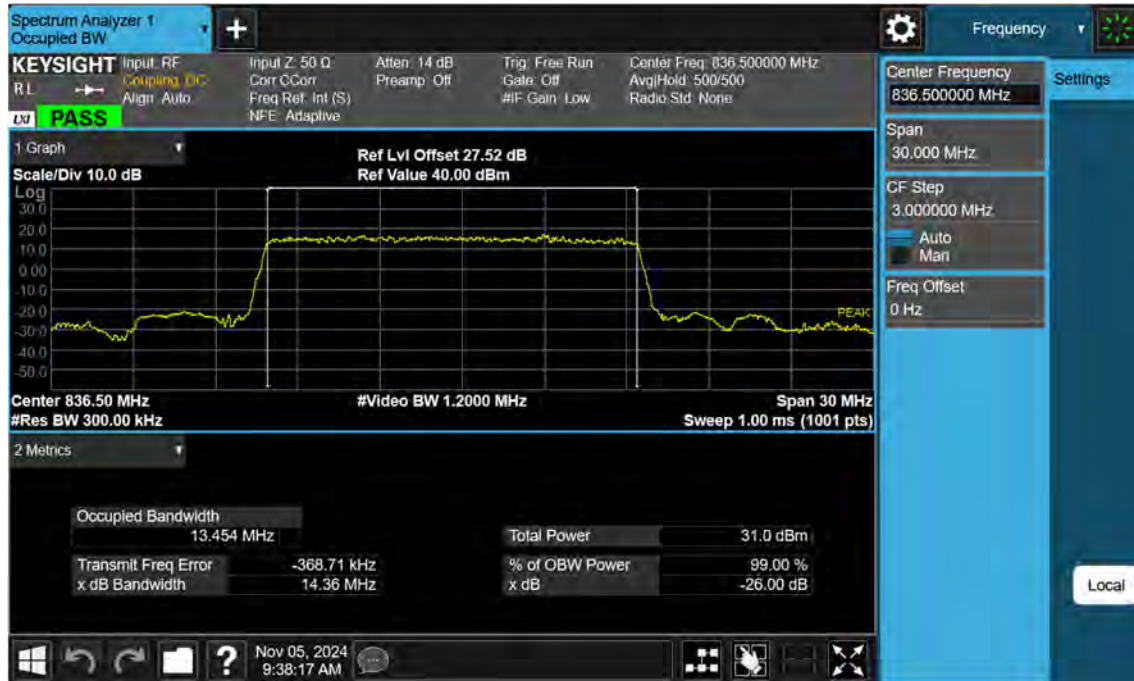 Spectrum Analyzer 1
Occupied BW
+
Frequency
KEYSIGHT
RL
LXI
PASS
Input: RF
Coupling: DC
Align: Auto
Input Z: 50 Ω
Corr CCorr
Freq Ref: Int (S)
NFE: Adaptive
Atten: 14 dB
Preamp: Off
Trig: Free Run
Gate: Off
#IF Gain: Low
Center Freq: 836.500000 MHz
Avg|Hold: 500/500
Radio Std: None
1 Graph
Scale/Div 10.0 dB
Ref Lvl Offset 27.52 dB
Ref Value 40.00 dBm
Log
30.0
20.0
10.0
0.00
-10.0
-20.0
-30.0
-40.0
-50.0
PEAK
Center 836.50 MHz
#Video BW 1.2000 MHz
Span 30 MHz
#Res BW 300.00 kHz
Sweep 1.00 ms (1001 pts)
2 Metrics
Occupied Bandwidth
13.454 MHz
Total Power 31.0 dBm
Transmit Freq Error -368.71 kHz
% of OBW Power 99.00 %
x dB Bandwidth 14.36 MHz
x dB -26.00 dB
Center Frequency
836.500000 MHz
Settings
Span
30.000 MHz
CF Step
3.000000 MHz
Auto
Man
Freq Offset
0 Hz
Local
?
Nov 05, 2024
9:38:17 AM